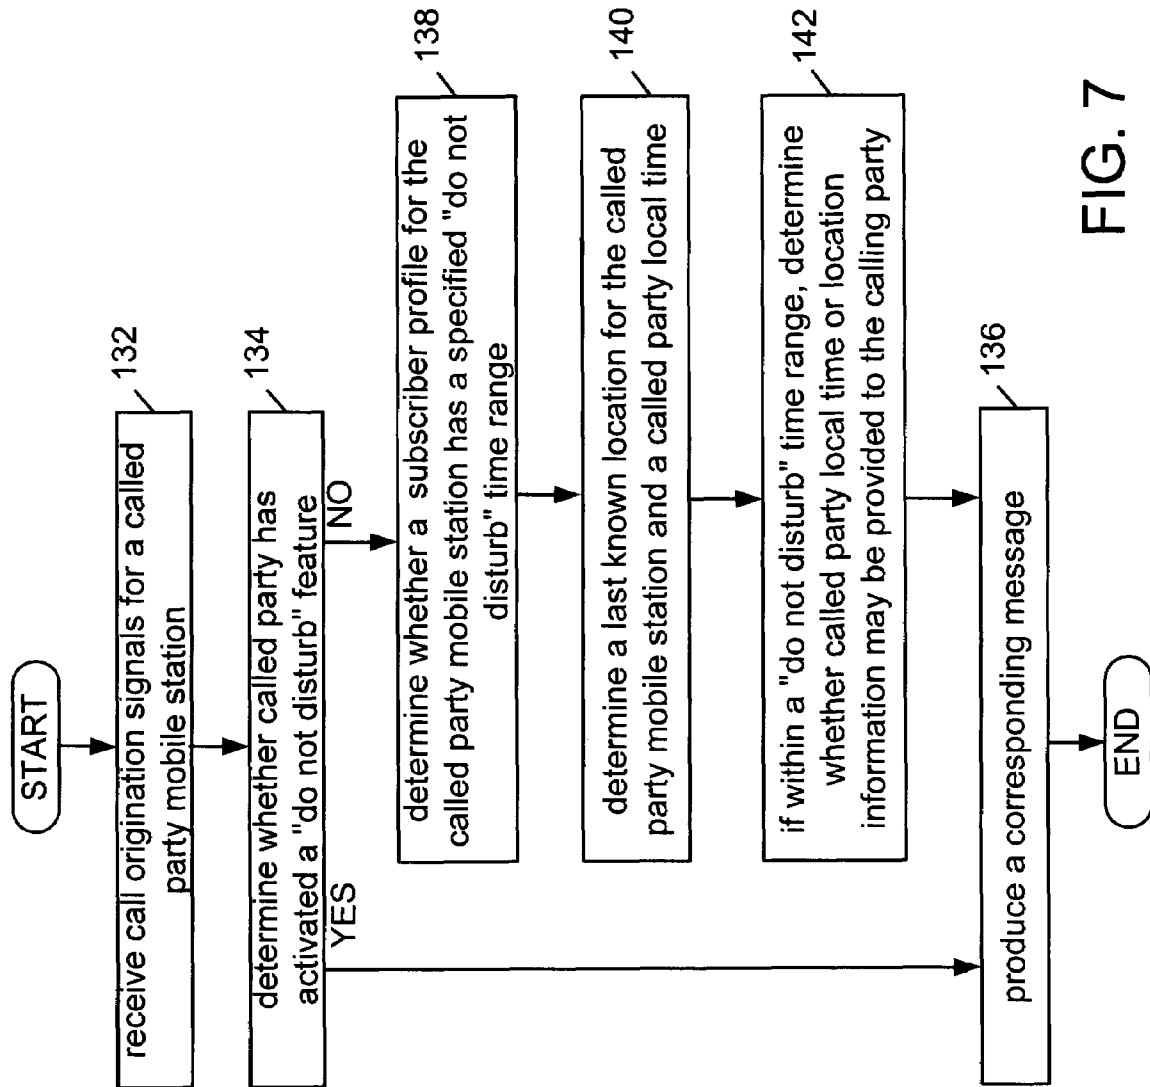 START
132
receive call origination signals for a called
party mobile station
134
determine whether called party has
activated a "do not disturb" feature
YES
NO
138
determine whether a subscriber profile for the
called party mobile station has a specified "do not
disturb" time range
140
determine a last known location for the called
party mobile station and a called party local time
142
if within a "do not disturb" time range, determine
whether called party local time or location
information may be provided to the calling party
136
produce a corresponding message
END
FIG. 7